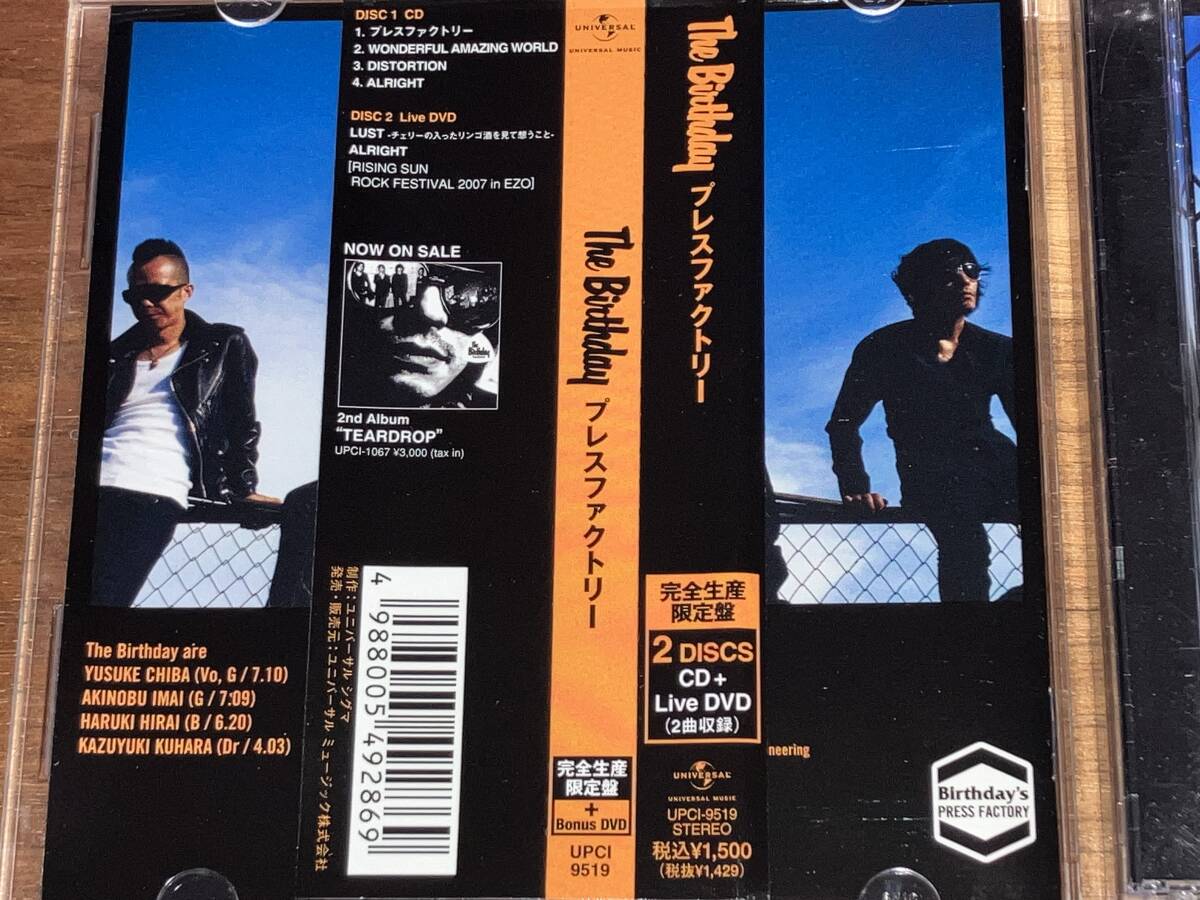 DISC 1 CD
1. プレスファクトリー
2. WONDERFUL AMAZING WORLD
3. DISTORTION
4. ALRIGHT
DISC 2 Live DVD
LUST -チェリーの入ったリンゴ酒を見て想うこと-
ALRIGHT
[RISING SUN
ROCK FESTIVAL 2007 in EZO]
NOW ON SALE
The Birthday
2nd Album
"TEARDROP"
UPCI-1067 ¥3,000 (tax in)
4 988005 492869
制作：ユニバーサル シグマ
発売・販売元：ユニバーサル ミュージック株式会社
The Birthday are
YUSUKE CHIBA (Vo, G / 7.10)
AKINOBU IMAI (G / 7.09)
HARUKI HIRAI (B / 6.20)
KAZUYUKI KUHARA (Dr / 4.03)
UNIVERSAL
UNIVERSAL MUSIC
The Birthday プレスファクトリー
完全生産
限定盤
+
Bonus DVD
UPCI
9519
The Birthday プレスファクトリー
完全生産
限定盤
2 DISCS
CD+
Live DVD
(2曲収録)
UNIVERSAL
UNIVERSAL MUSIC
UPCI-9519
STEREO
税込¥1,500
(税抜¥1,429)
neering
Birthday's
PRESS FACTORY